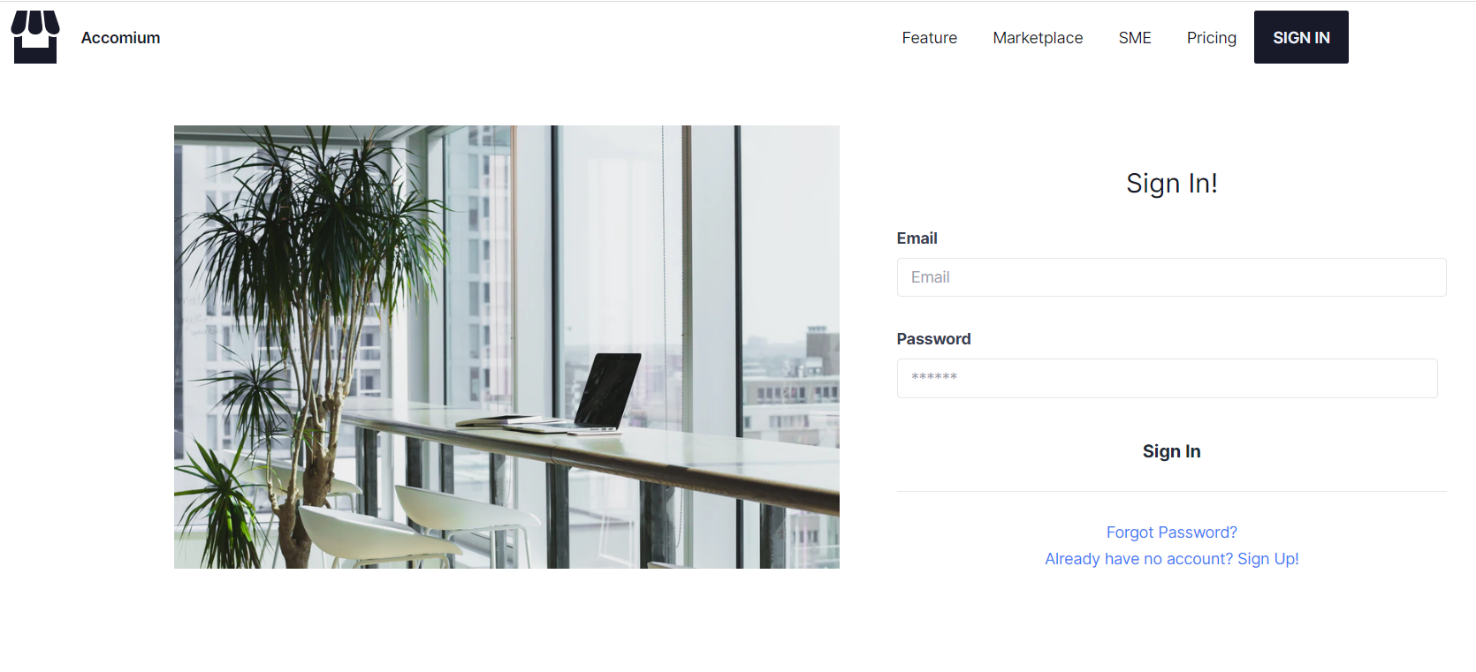 Accomium
Feature Marketplace SME Pricing SIGN IN
Sign In!
Email
Email
Password
******
Sign In
Forgot Password?
Already have no account? Sign Up!